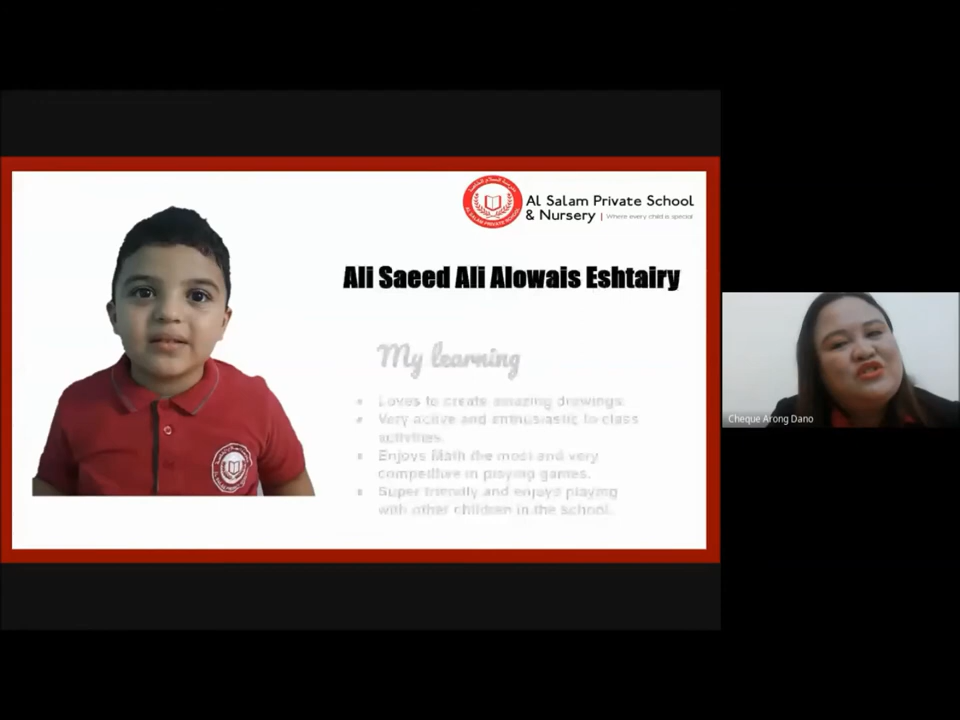 Al Salam Private School
& Nursery | Where every child is special
Ali Saeed Ali Alowais Eshtairy
My learning
Loves to create amazing drawings.
Very active and enthusiastic in class
activities.
Enjoys Math the most and very
competitive in playing games.
Super friendly and enjoys playing
with other children in the school.
Cheque Arong Dano